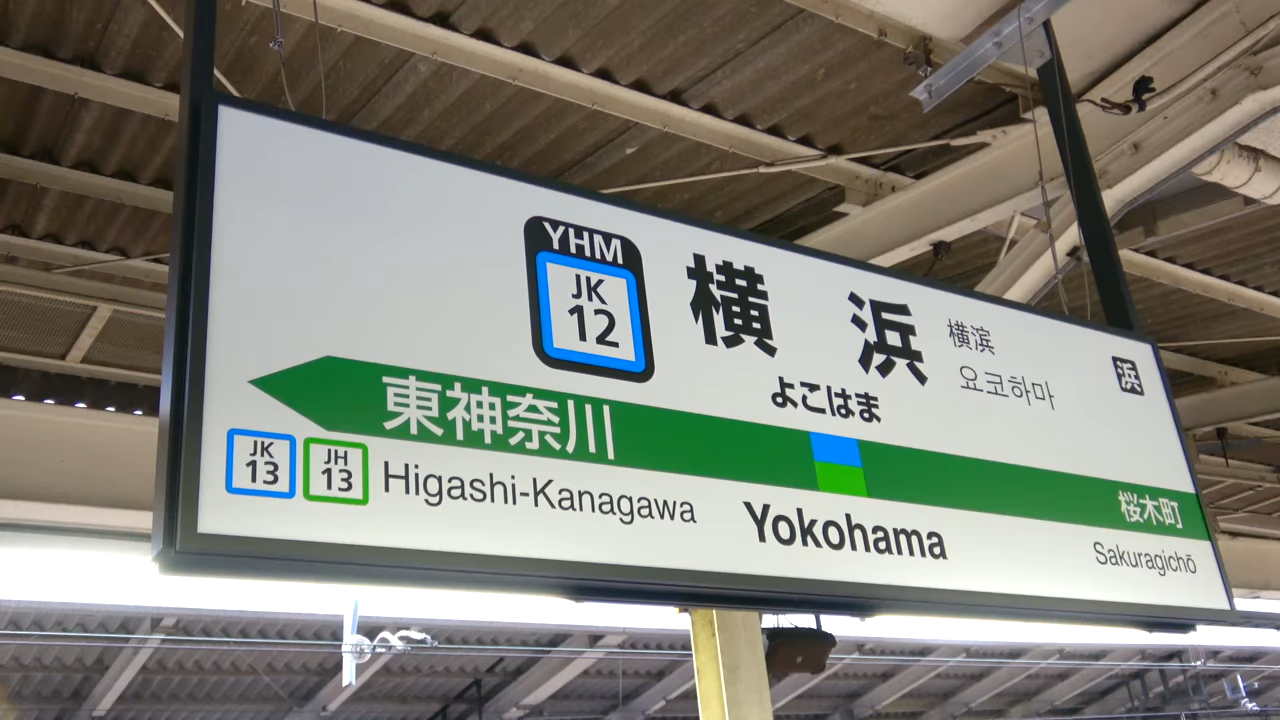 YHM
JK
12
横浜
横滨
요코하마
浜
よこはま
東神奈川
桜木町
JK
13
JH
13
Higashi-Kanagawa
Yokohama
Sakuragichō